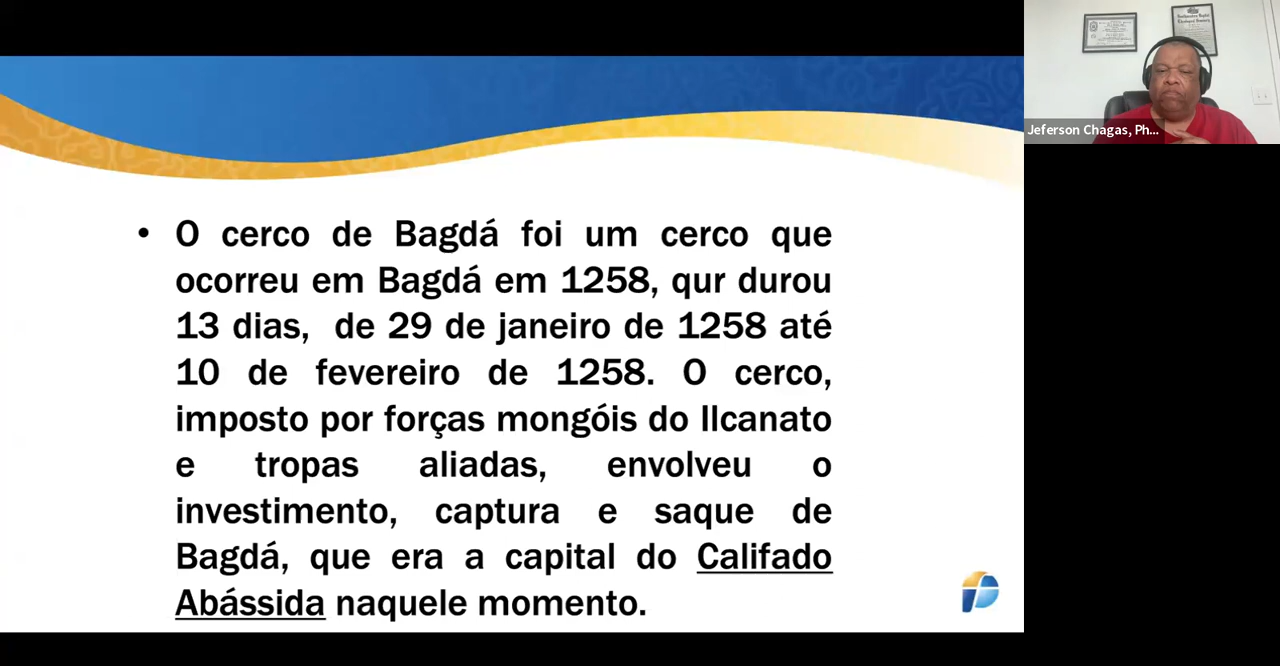 • O cerco de Bagdá foi um cerco que
ocorreu em Bagdá em 1258, qur durou
13 dias, de 29 de janeiro de 1258 até
10 de fevereiro de 1258. O cerco,
imposto por forças mongóis do Ilcanato
e tropas aliadas, envolveu o
investimento, captura e saque de
Bagdá, que era a capital do Califado
Abássida naquele momento.
Jeferson Chagas, Ph...